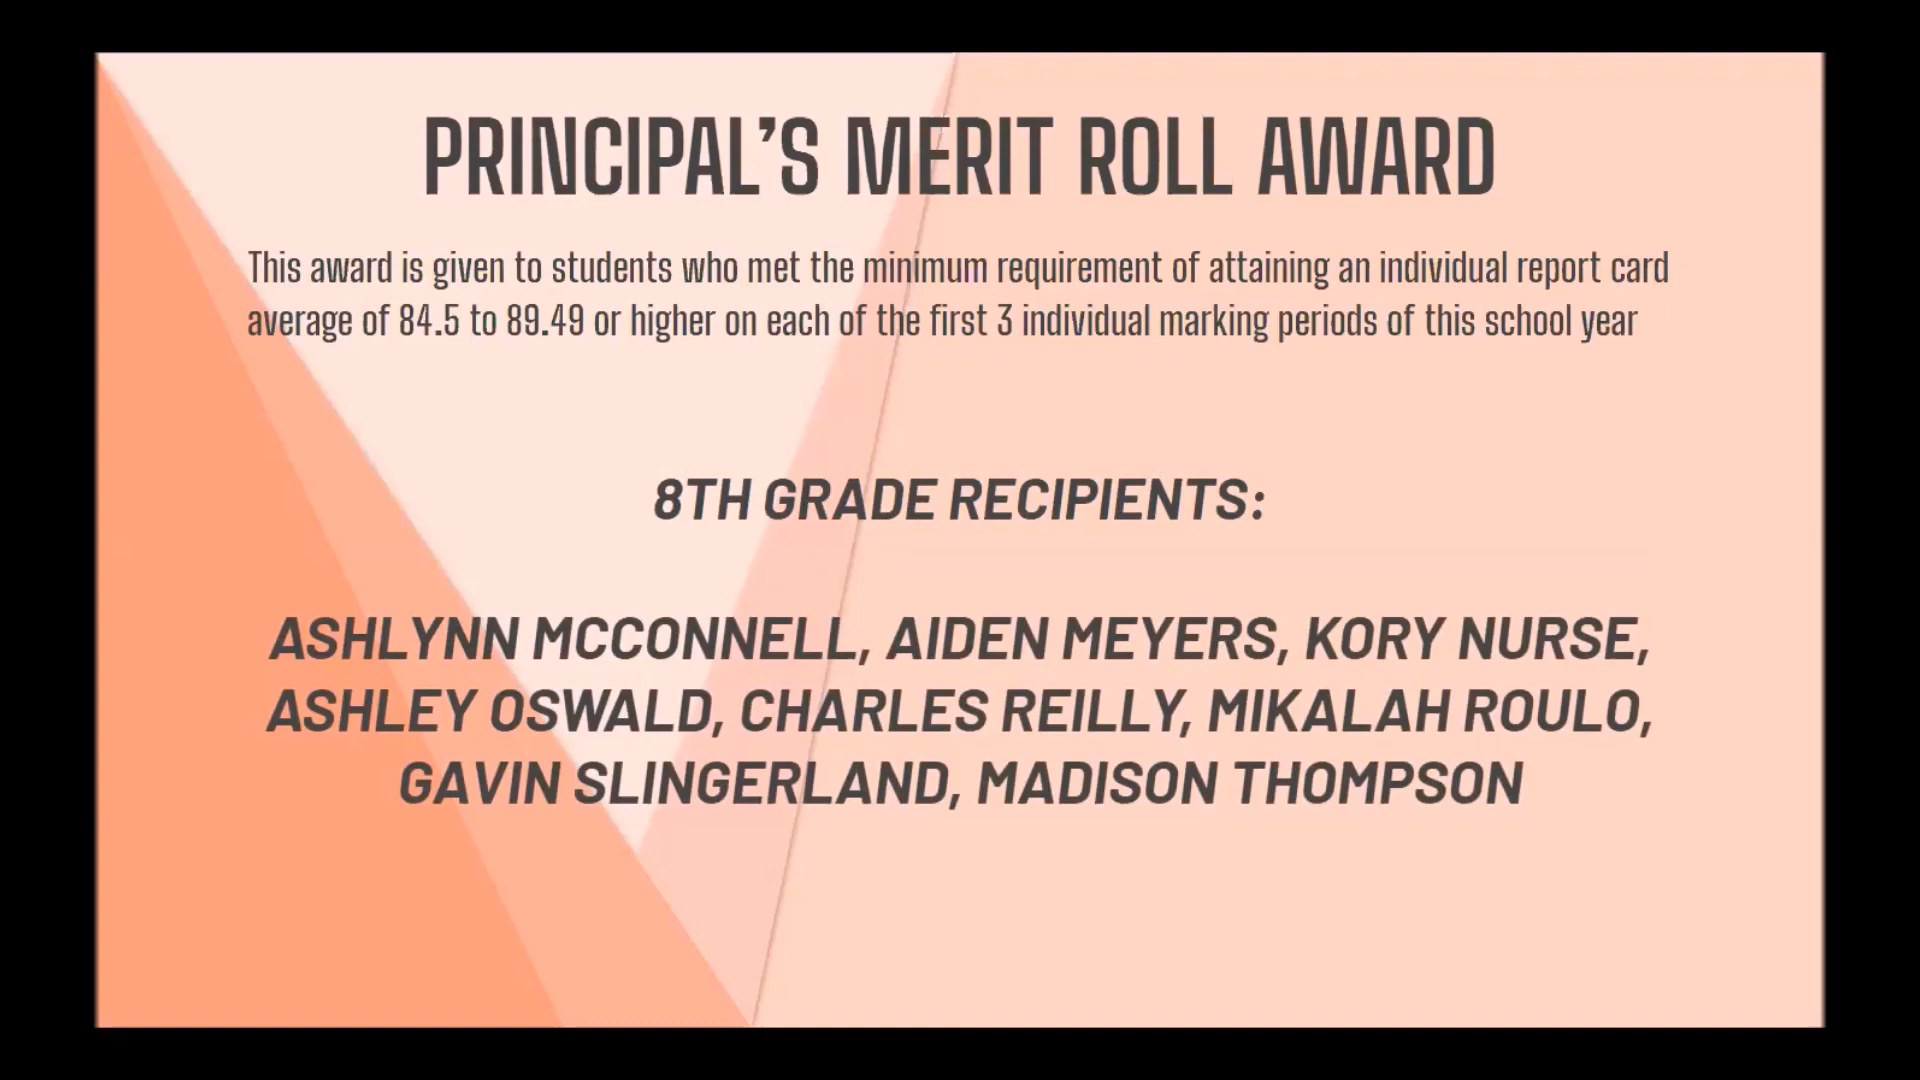 PRINCIPAL’S MERIT ROLL AWARD
This award is given to students who met the minimum requirement of attaining an individual report card
average of 84.5 to 89.49 or higher on each of the first 3 individual marking periods of this school year
8TH GRADE RECIPIENTS:
ASHLYNN MCCONNELL, AIDEN MEYERS, KORY NURSE,
ASHLEY OSWALD, CHARLES REILLY, MIKALAH ROULO,
GAVIN SLINGERLAND, MADISON THOMPSON